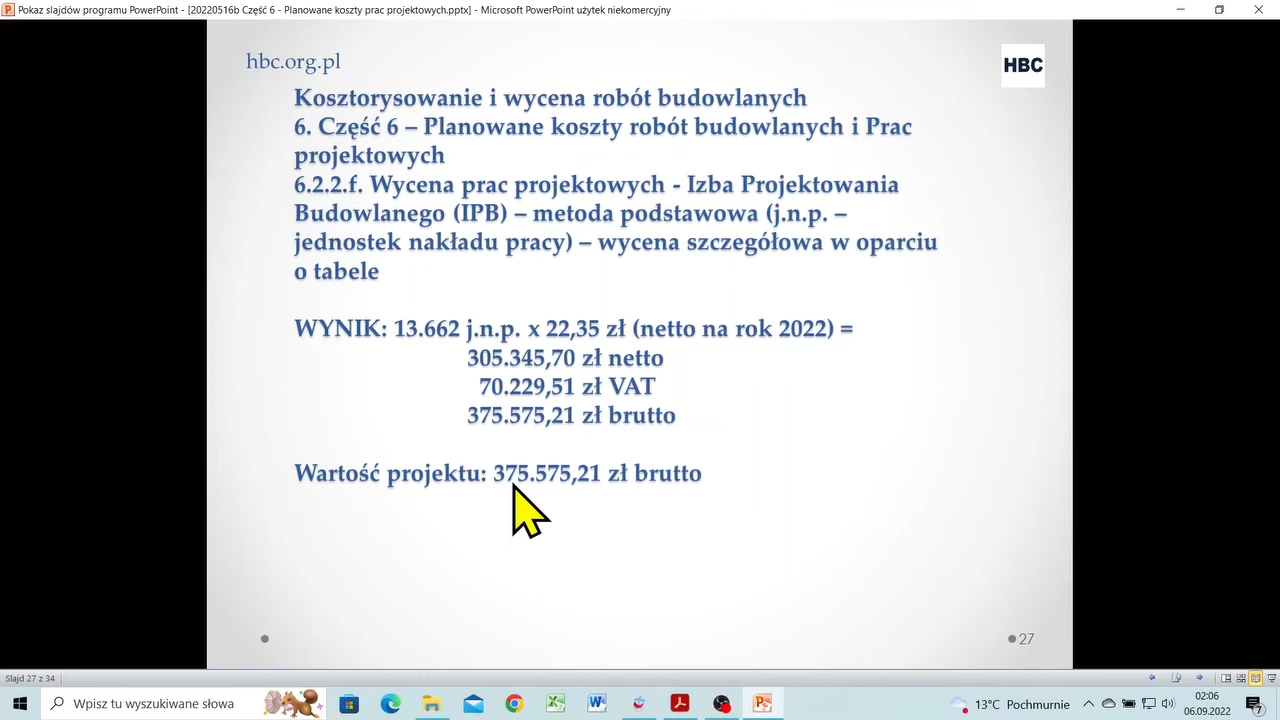 Pokaz slajdów programu PowerPoint - [20220516b Część 6 - Planowane koszty prac projektowych.pptx] - Microsoft PowerPoint użytek niekomercyjny
hbc.org.pl
HBC
Kosztorysowanie i wycena robót budowlanych
6. Część 6 – Planowane koszty robót budowlanych i Prac
projektowych
6.2.2.f. Wycena prac projektowych - Izba Projektowania
Budowlanego (IPB) – metoda podstawowa (j.n.p. –
jednostek nakładu pracy) – wycena szczegółowa w oparciu
o tabele
WYNIK: 13.662 j.n.p. x 22,35 zł (netto na rok 2022) =
305.345,70 zł netto
70.229,51 zł VAT
375.575,21 zł brutto
Wartość projektu: 375.575,21 zł brutto
27
Slajd 27 z 34
Wpisz tu wyszukiwane słowa
13°C Pochmurnie
02:06
06.09.2022
7